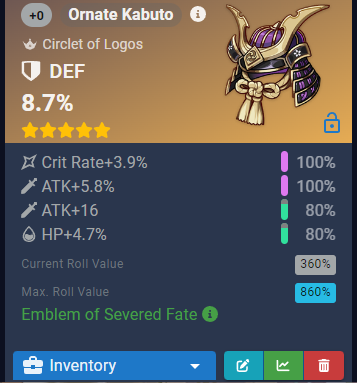 +0 Ornate Kabuto
Circlet of Logos
DEF
8.7%
Crit Rate+3.9% 100%
ATK+5.8% 100%
ATK+16 80%
HP+4.7% 80%
Current Roll Value 360%
Max. Roll Value 860%
Emblem of Severed Fate
Inventory